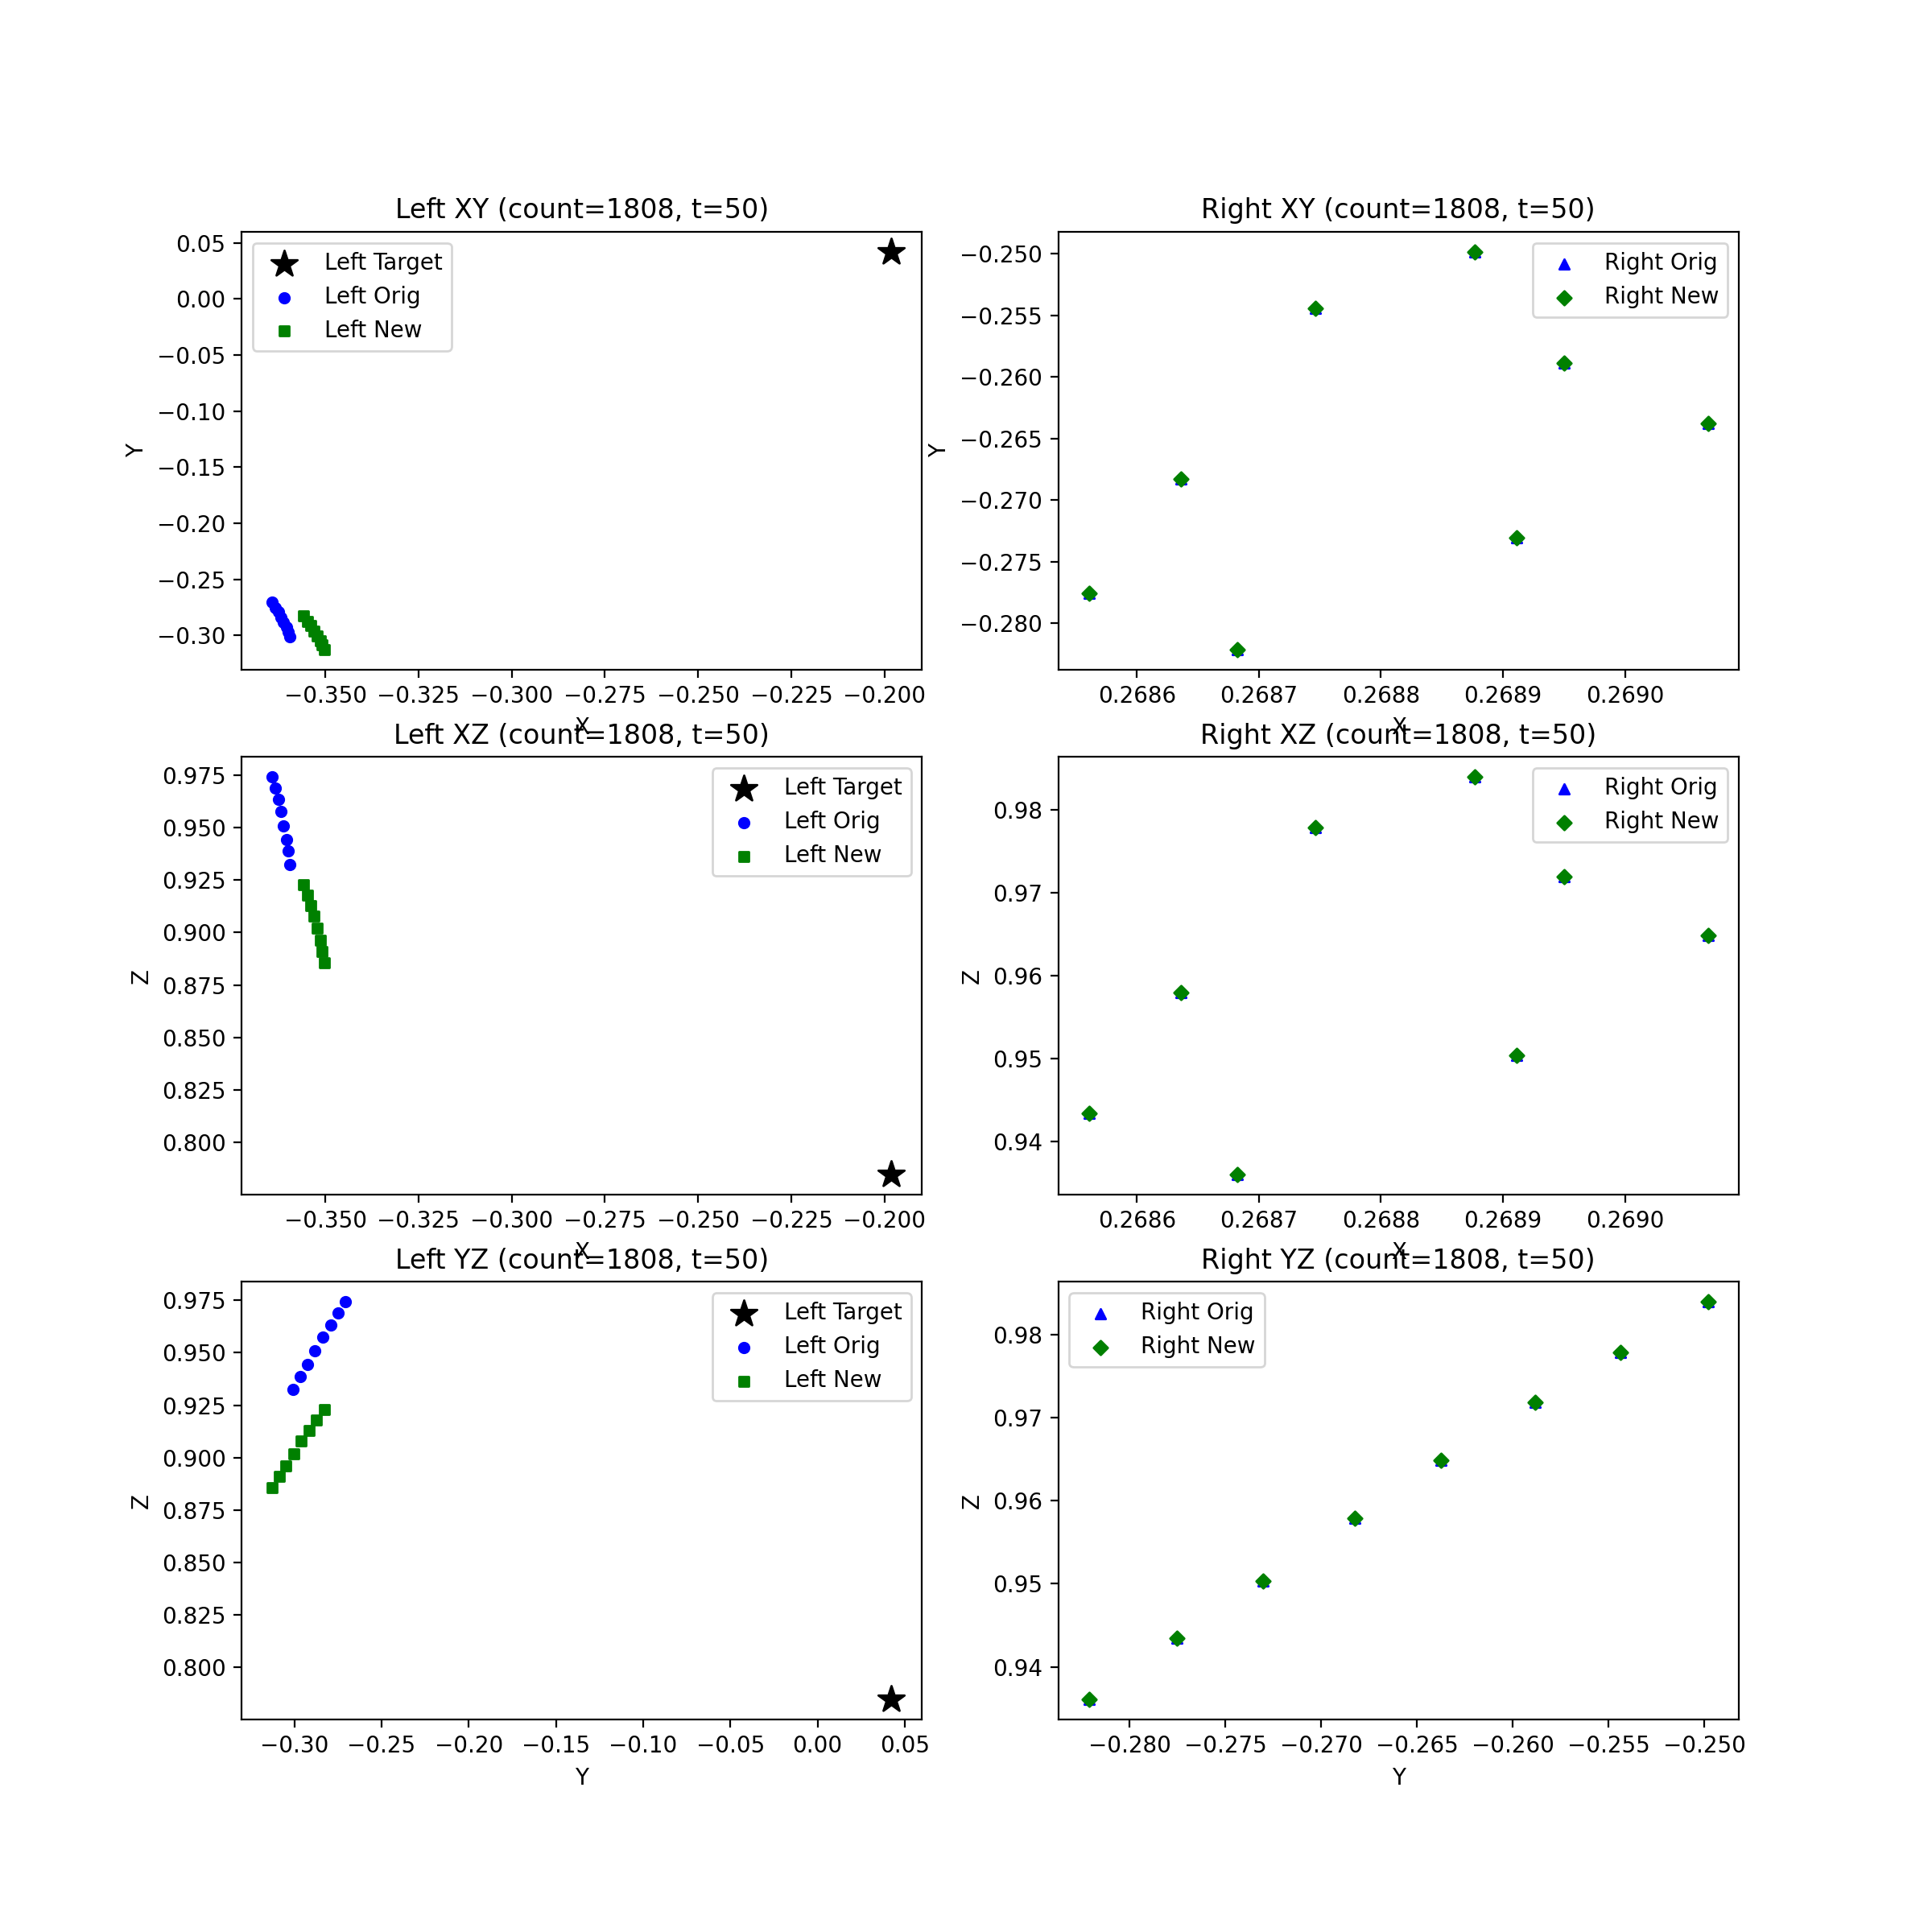 Left XY (count=1808, t=50)
Left Target
Left Orig
Left New
0.05
0.00
−0.05
−0.10
−0.15
−0.20
−0.25
−0.30
Y
−0.350 −0.325 −0.300 −0.275 −0.250 −0.225 −0.200
X
Right XY (count=1808, t=50)
Right Orig
Right New
−0.250
−0.255
−0.260
−0.265
−0.270
−0.275
−0.280
Y
0.2686 0.2687 0.2688 0.2689 0.2690
X
Left XZ (count=1808, t=50)
Left Target
Left Orig
Left New
0.975
0.950
0.925
0.900
0.875
0.850
0.825
0.800
Z
−0.350 −0.325 −0.300 −0.275 −0.250 −0.225 −0.200
X
Right XZ (count=1808, t=50)
Right Orig
Right New
0.98
0.97
0.96
0.95
0.94
Z
0.2686 0.2687 0.2688 0.2689 0.2690
X
Left YZ (count=1808, t=50)
Left Target
Left Orig
Left New
0.975
0.950
0.925
0.900
0.875
0.850
0.825
0.800
Z
−0.30 −0.25 −0.20 −0.15 −0.10 −0.05 0.00 0.05
Y
Right YZ (count=1808, t=50)
Right Orig
Right New
0.98
0.97
0.96
0.95
0.94
Z
−0.280 −0.275 −0.270 −0.265 −0.260 −0.255 −0.250
Y